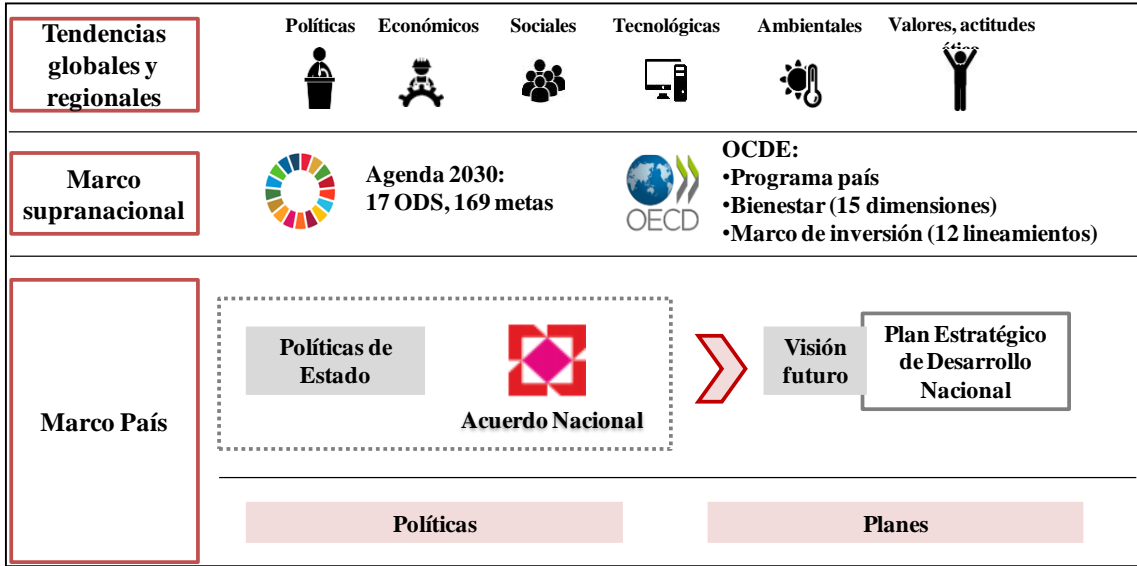 Tendencias
globales y
regionales
Políticas
Económicos
Sociales
Tecnológicas
Ambientales
Valores, actitudes
Marco
supranacional
Agenda 2030:
17 ODS, 169 metas
OECD
OCDE:
•Programa país
•Bienestar (15 dimensiones)
•Marco de inversión (12 lineamientos)
Marco País
Políticas de
Estado
Acuerdo Nacional
Visión
futuro
Plan Estratégico
de Desarrollo
Nacional
Políticas
Planes